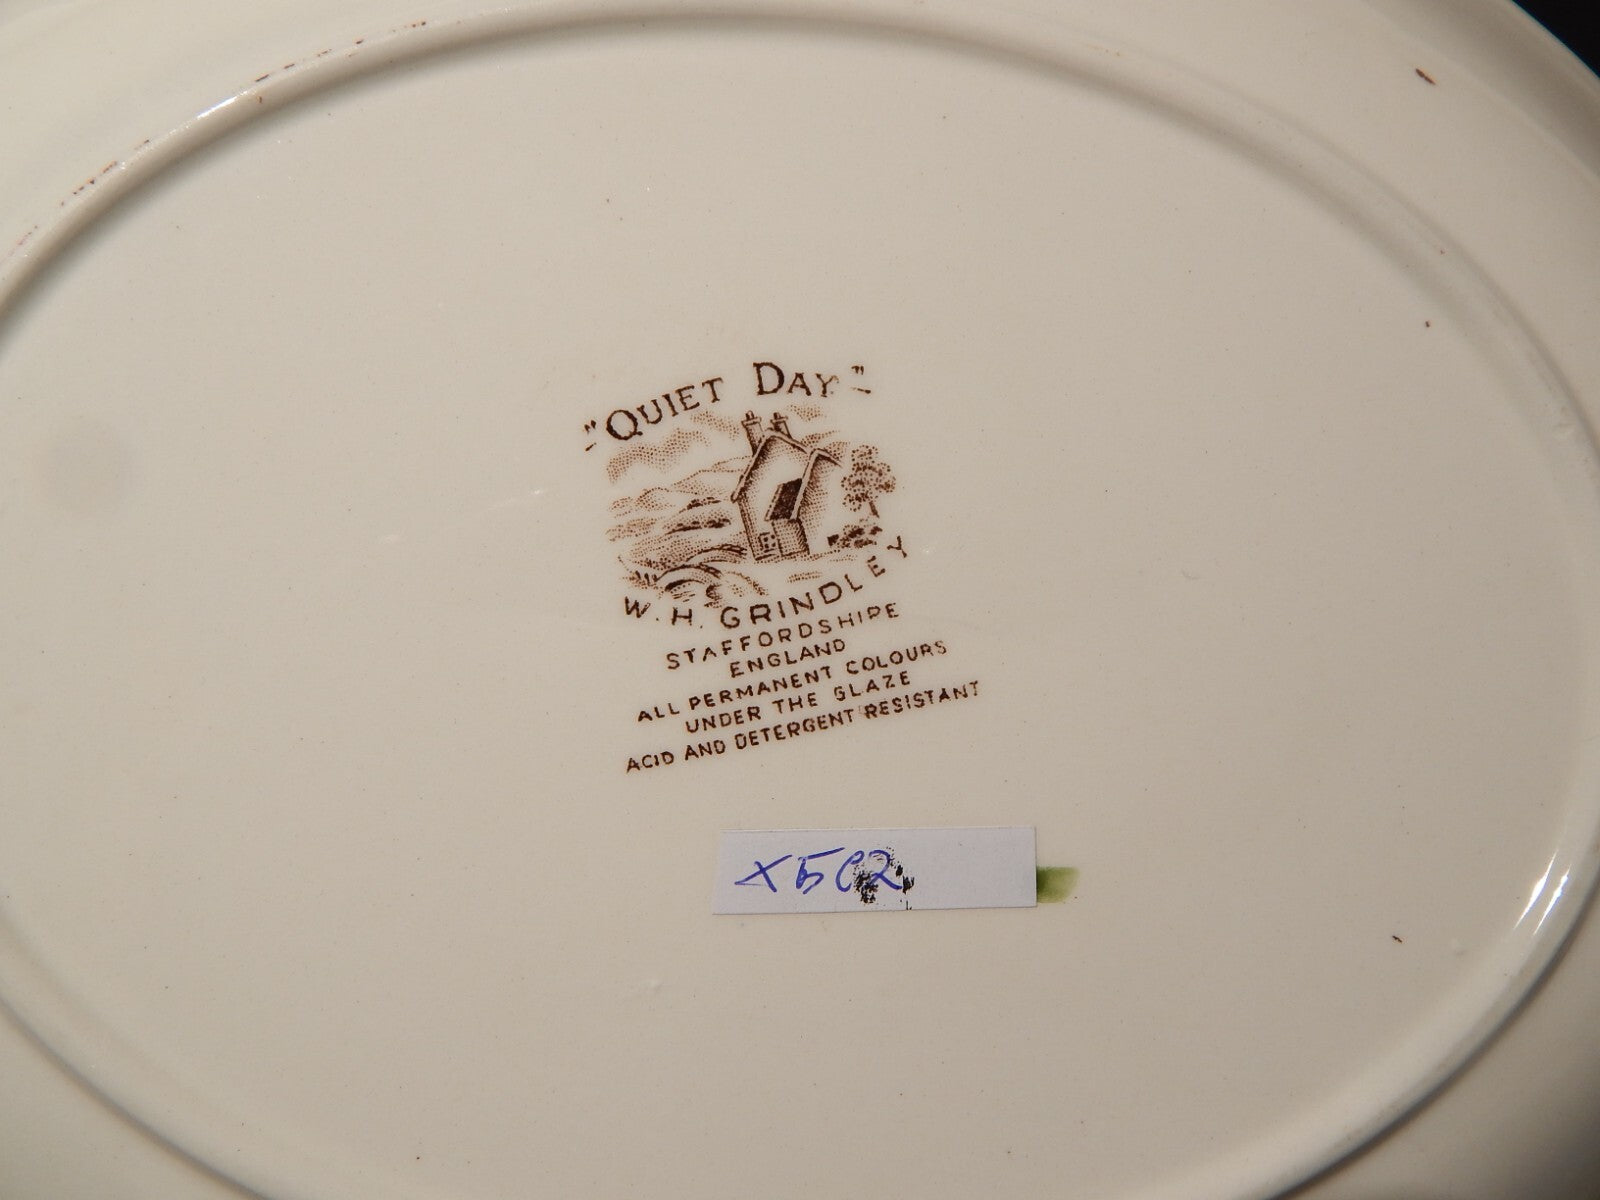 "QUIET DAY"
W. H. GRINDLEY
STAFFORDSHIRE
ENGLAND
ALL PERMANENT COLOURS
UNDER THE GLAZE
ACID AND DETERGENT RESISTANT